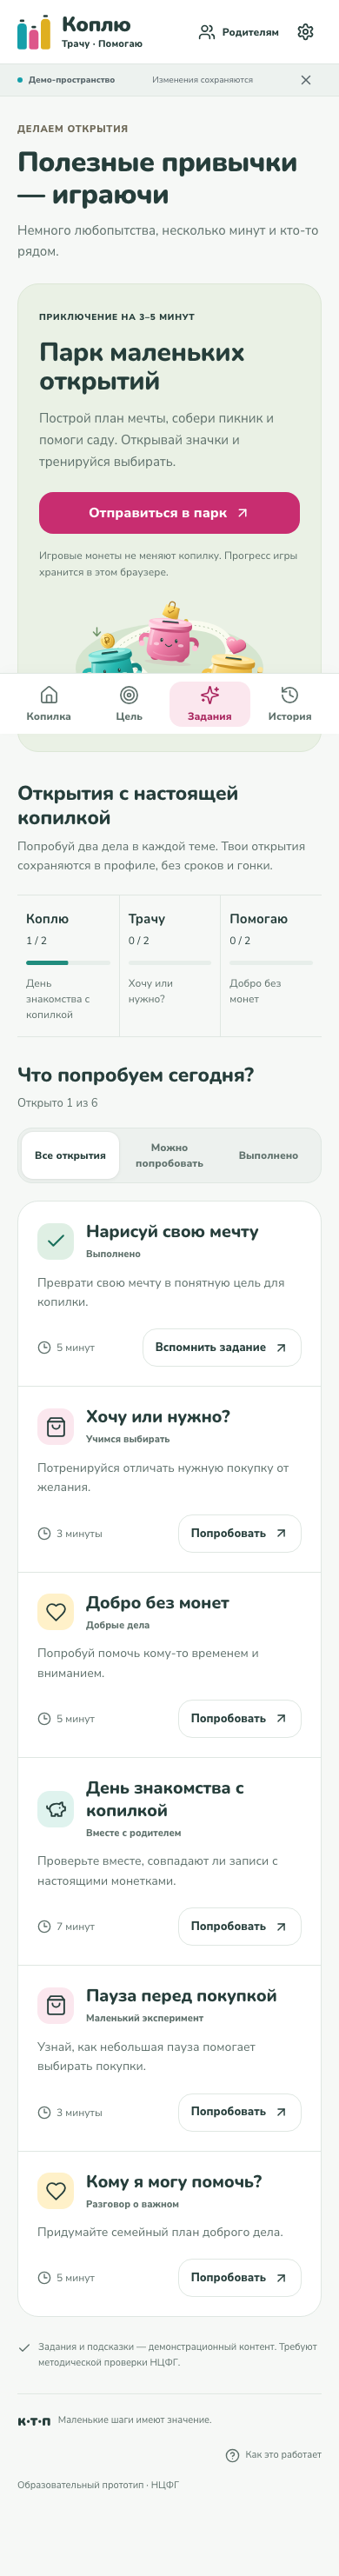 Коплю
Трачу · Помогаю
Родителям
Демо-пространство
Изменения сохраняются
ДЕЛАЕМ ОТКРЫТИЯ
Полезные привычки
— играючи
Немного любопытства, несколько минут и кто-то
рядом.
ПРИКЛЮЧЕНИЕ НА 3–5 МИНУТ
Парк маленьких
открытий
Построй план мечты, собери пикник и
помоги саду. Открывай значки и
тренируйся выбирать.
Отправиться в парк
Игровые монеты не меняют копилку. Прогресс игры
хранится в этом браузере.
Копилка
Цель
Задания
История
Открытия с настоящей
копилкой
Попробуй два дела в каждой теме. Твои открытия
сохраняются в профиле, без сроков и гонки.
Коплю
1 / 2
День
знакомства с
копилкой
Трачу
0 / 2
Хочу или
нужно?
Помогаю
0 / 2
Добро без
монет
Что попробуем сегодня?
Открыто 1 из 6
Все открытия
Можно
попробовать
Выполнено
Нарисуй свою мечту
Выполнено
Преврати свою мечту в понятную цель для
копилки.
5 минут
Вспомнить задание
Хочу или нужно?
Учимся выбирать
Потренируйся отличать нужную покупку от
желания.
3 минуты
Попробовать
Добро без монет
Добрые дела
Попробуй помочь кому-то временем и
вниманием.
5 минут
Попробовать
День знакомства с
копилкой
Вместе с родителем
Проверьте вместе, совпадают ли записи с
настоящими монетками.
7 минут
Попробовать
Пауза перед покупкой
Маленький эксперимент
Узнай, как небольшая пауза помогает
выбирать покупки.
3 минуты
Попробовать
Кому я могу помочь?
Разговор о важном
Придумайте семейный план доброго дела.
5 минут
Попробовать
Задания и подсказки — демонстрационный контент. Требуют
методической проверки НЦФГ.
К·Т·П
Маленькие шаги имеют значение.
Как это работает
Образовательный прототип · НЦФГ